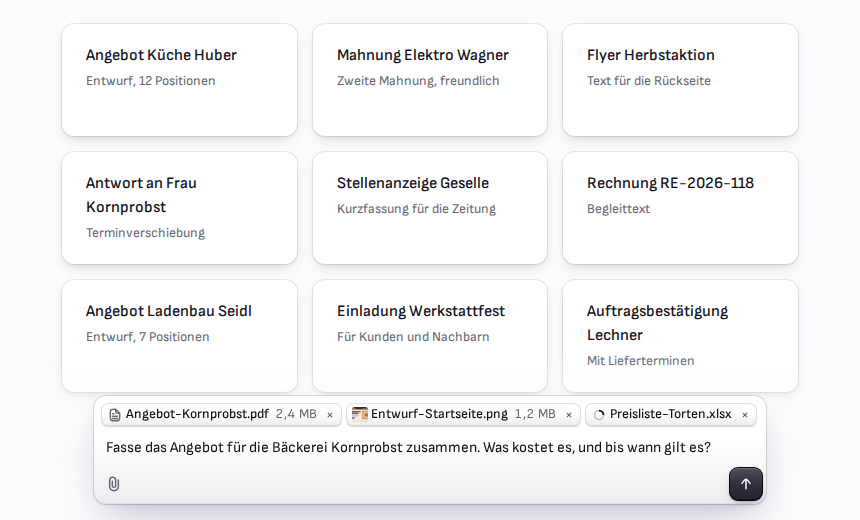 Angebot Küche Huber
Entwurf, 12 Positionen
Mahnung Elektro Wagner
Zweite Mahnung, freundlich
Flyer Herbstaktion
Text für die Rückseite
Antwort an Frau
Kornprobst
Terminverschiebung
Stellenanzeige Geselle
Kurzfassung für die Zeitung
Rechnung RE-2026-118
Begleittext
Angebot Ladenbau Seidl
Entwurf, 7 Positionen
Einladung Werkstattfest
Für Kunden und Nachbarn
Auftragsbestätigung
Lechner
Mit Lieferterminen
Angebot-Kornprobst.pdf 2,4 MB ×
Entwurf-Startseite.png 1,2 MB ×
Preisliste-Torten.xlsx ×
Fasse das Angebot für die Bäckerei Kornprobst zusammen. Was kostet es, und bis wann gilt es?